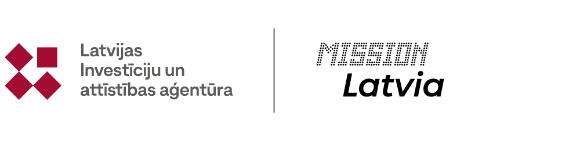 Latvijas
Investīciju un
attīstības aģentūra
MISSION
Latvia